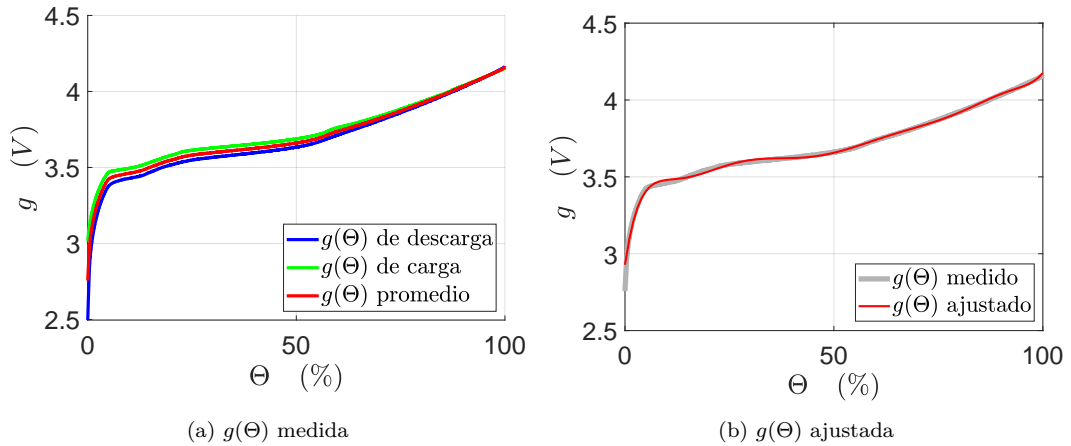 4.5
4
3.5
3
2.5
g (V)
g(Θ) de descarga
g(Θ) de carga
g(Θ) promedio
0
50
100
Θ (%)
(a) g(Θ) medida
4.5
4
3.5
3
2.5
g (V)
g(Θ) medido
g(Θ) ajustado
0
50
100
Θ (%)
(b) g(Θ) ajustada